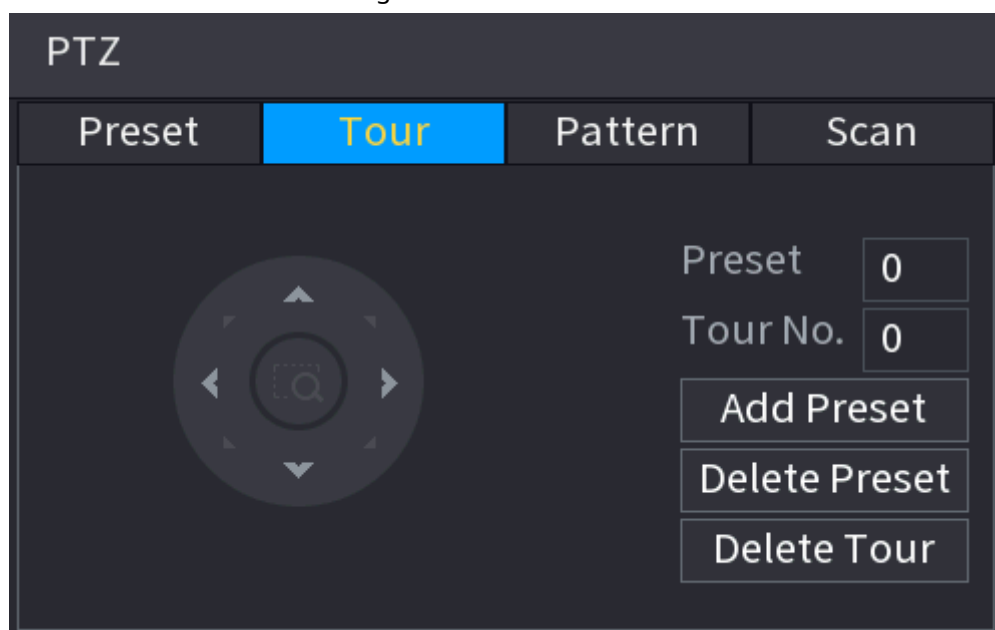 PTZ
Preset Tour Pattern Scan
Preset 0
Tour No. 0
Add Preset
Delete Preset
Delete Tour